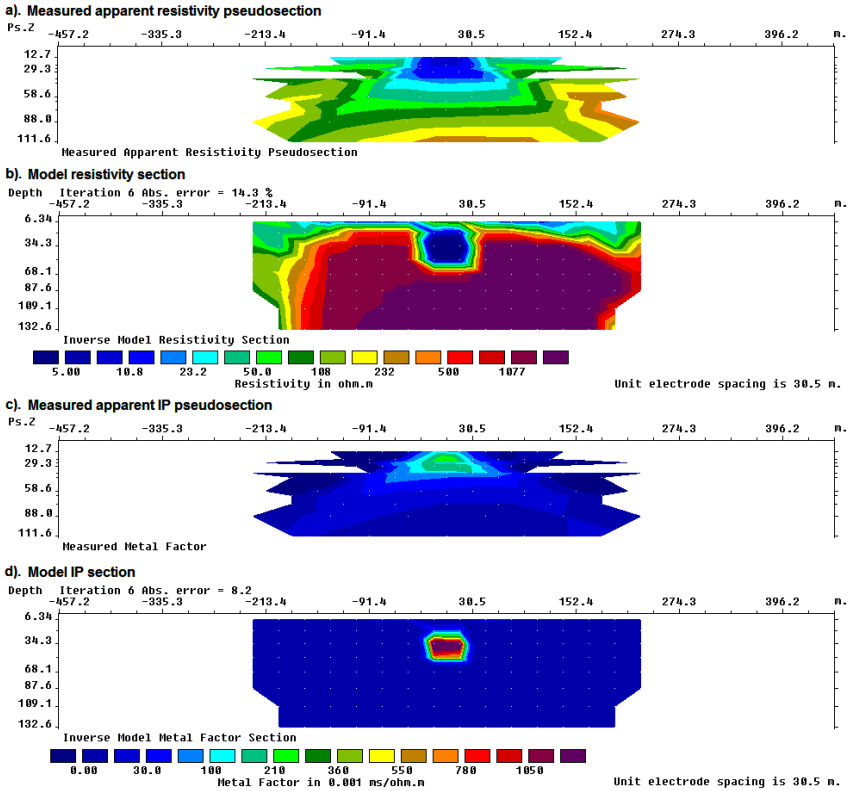 a). Measured apparent resistivity pseudosection
Ps.Z
-457.2 -335.3 -213.4 -91.4 30.5 152.4 274.3 396.2 m.
12.7
29.3
58.6
88.0
111.6
Measured Apparent Resistivity Pseudosection
b). Model resistivity section
Depth Iteration 6 Abs. error = 14.3 %
-457.2 -335.3 -213.4 -91.4 30.5 152.4 274.3 396.2 m.
6.34
34.3
68.1
87.6
109.1
132.6
Inverse Model Resistivity Section
5.00 10.8 23.2 50.0 108 232 500 1077
Resistivity in ohm.m Unit electrode spacing is 30.5 m.
c). Measured apparent IP pseudosection
Ps.Z
-457.2 -335.3 -213.4 -91.4 30.5 152.4 274.3 396.2 m.
12.7
29.3
58.6
88.0
111.6
Measured Metal Factor
d). Model IP section
Depth Iteration 6 Abs. error = 8.2
-457.2 -335.3 -213.4 -91.4 30.5 152.4 274.3 396.2 m.
6.34
34.3
68.1
87.6
109.1
132.6
Inverse Model Metal Factor Section
0.00 30.0 100 210 360 550 780 1050
Metal Factor in 0.001 ms/ohm.m Unit electrode spacing is 30.5 m.